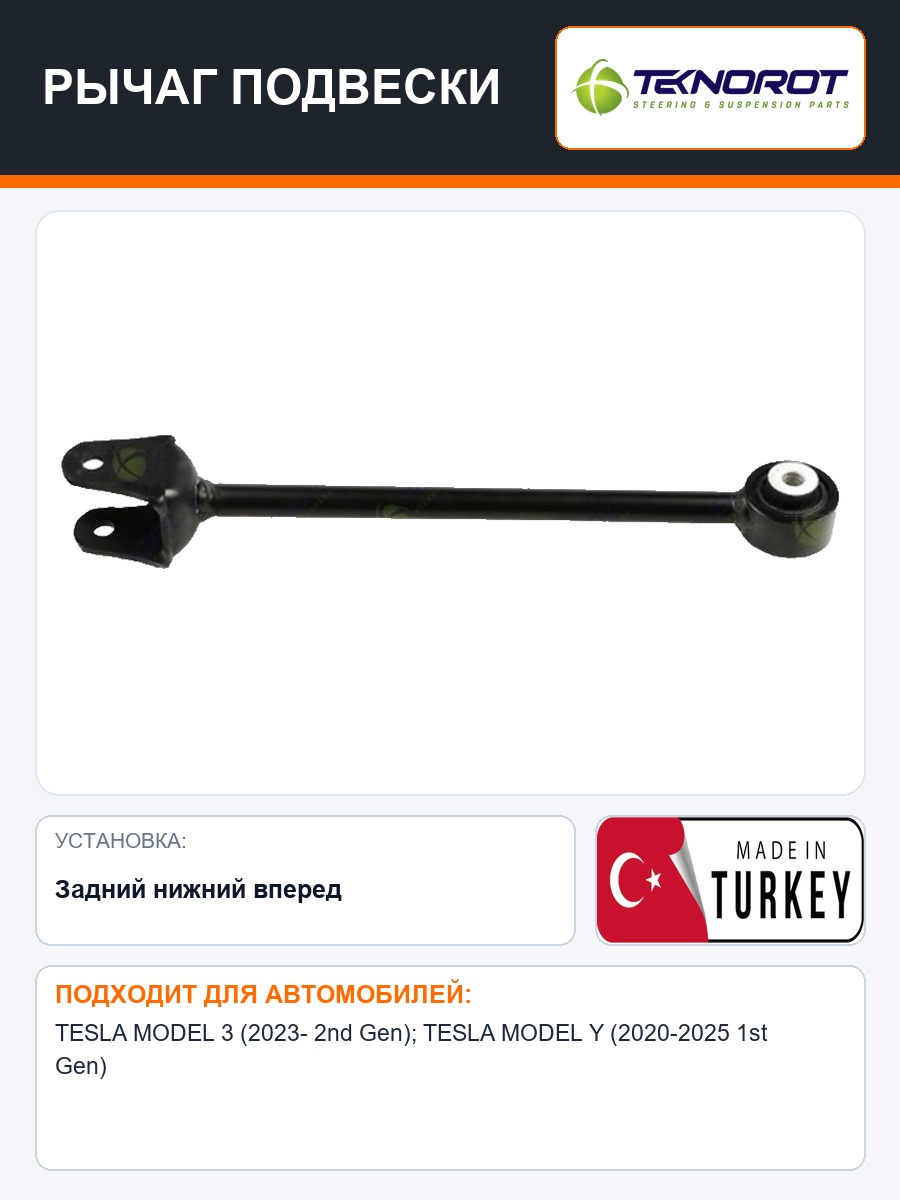 РЫЧАГ ПОДВЕСКИ
TEKNOROT
STEERING & SUSPENSION PARTS
УСТАНОВКА:
Задний нижний вперед
MADE IN
TURKEY
ПОДХОДИТ ДЛЯ АВТОМОБИЛЕЙ:
TESLA MODEL 3 (2023- 2nd Gen); TESLA MODEL Y (2020-2025 1st
Gen)